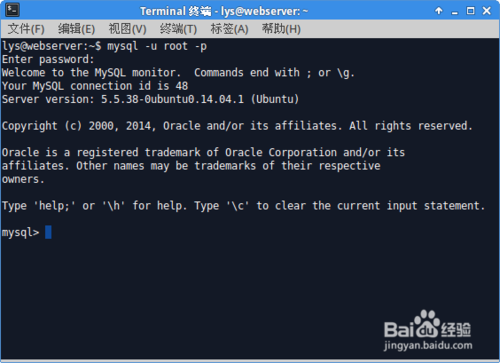 Terminal 终端 - lys@webserver: ~
文件(F) 编辑(E) 视图(V) 终端(T) 标签(A) 帮助(H)
lys@webserver:~$ mysql -u root -p
Enter password:
Welcome to the MySQL monitor.  Commands end with ; or \g.
Your MySQL connection id is 48
Server version: 5.5.38-0ubuntu0.14.04.1 (Ubuntu)
Copyright (c) 2000, 2014, Oracle and/or its affiliates. All rights reserved.
Oracle is a registered trademark of Oracle Corporation and/or its
affiliates. Other names may be trademarks of their respective
owners.
Type 'help;' or '\h' for help. Type '\c' to clear the current input statement.
mysql>
Baidu 经验
jingyan.baidu.com